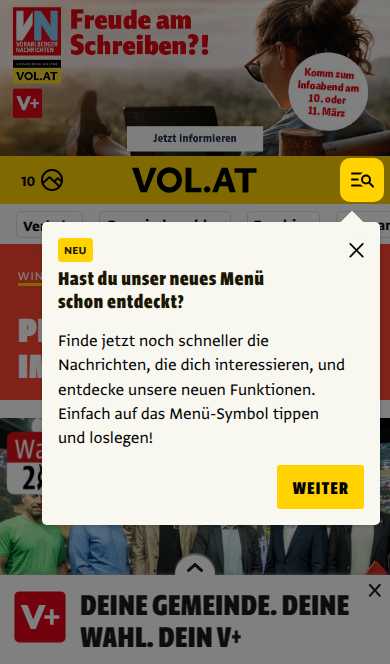 VN
Freude am
Schreiben?!
VORARLBERGER
NACHRICHTEN
VOL.AT
V+
Komm zum
Infoabend am
10. oder
11. März
Jetzt informieren
10
VOL.AT
NEU
Hast du unser neues Menü
schon entdeckt?
Finde jetzt noch schneller die
Nachrichten, die dich interessieren, und
entdecke unsere neuen Funktionen.
Einfach auf das Menü-Symbol tippen
und loslegen!
WEITER
V+
DEINE GEMEINDE. DEINE
WAHL. DEIN V+